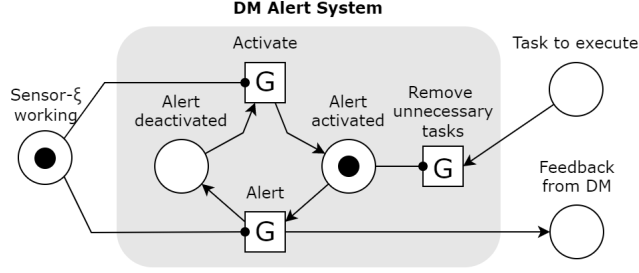 DM Alert System
Activate
Task to execute
Sensor-ξ
working
Alert
deactivated
Alert
activated
Remove
unnecessary
tasks
G
G
Feedback
from DM
Alert
G